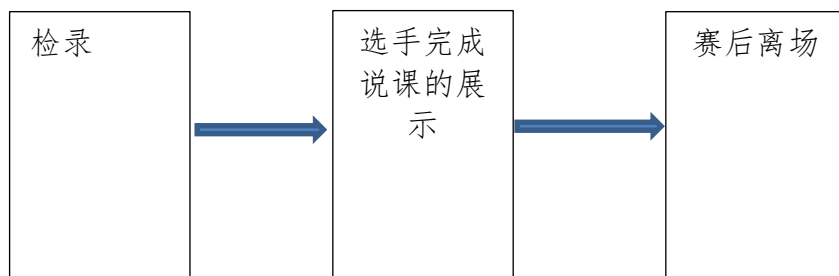 检录
选手完成
说课的展
示
赛后离场